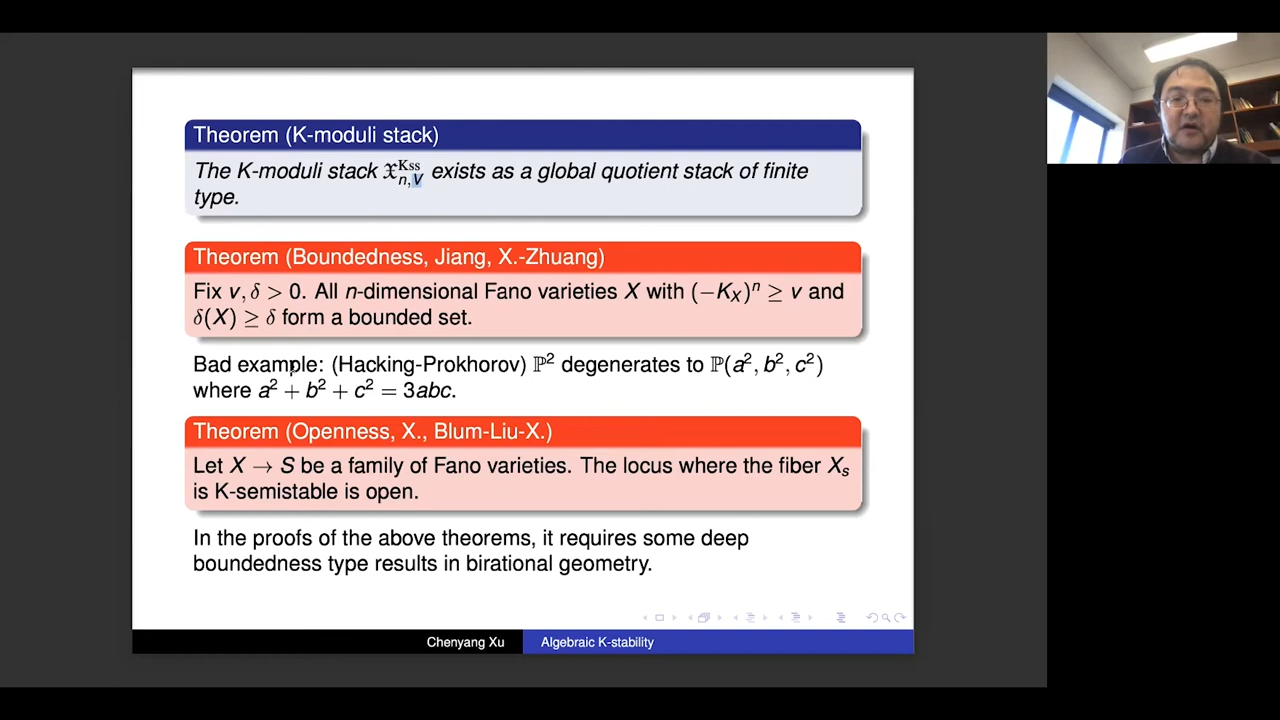 Theorem (K-moduli stack)
The K-moduli stack 𝔛ₙ,ᵥᴷˢˢ exists as a global quotient stack of finite
type.
Theorem (Boundedness, Jiang, X.-Zhuang)
Fix v, δ > 0. All n-dimensional Fano varieties X with (−K_X)ⁿ ≥ v and
δ(X) ≥ δ form a bounded set.
Bad example: (Hacking-Prokhorov) ℙ² degenerates to ℙ(a², b², c²)
where a² + b² + c² = 3abc.
Theorem (Openness, X., Blum-Liu-X.)
Let X → S be a family of Fano varieties. The locus where the fiber Xₛ
is K-semistable is open.
In the proofs of the above theorems, it requires some deep
boundedness type results in birational geometry.
Chenyang Xu
Algebraic K-stability